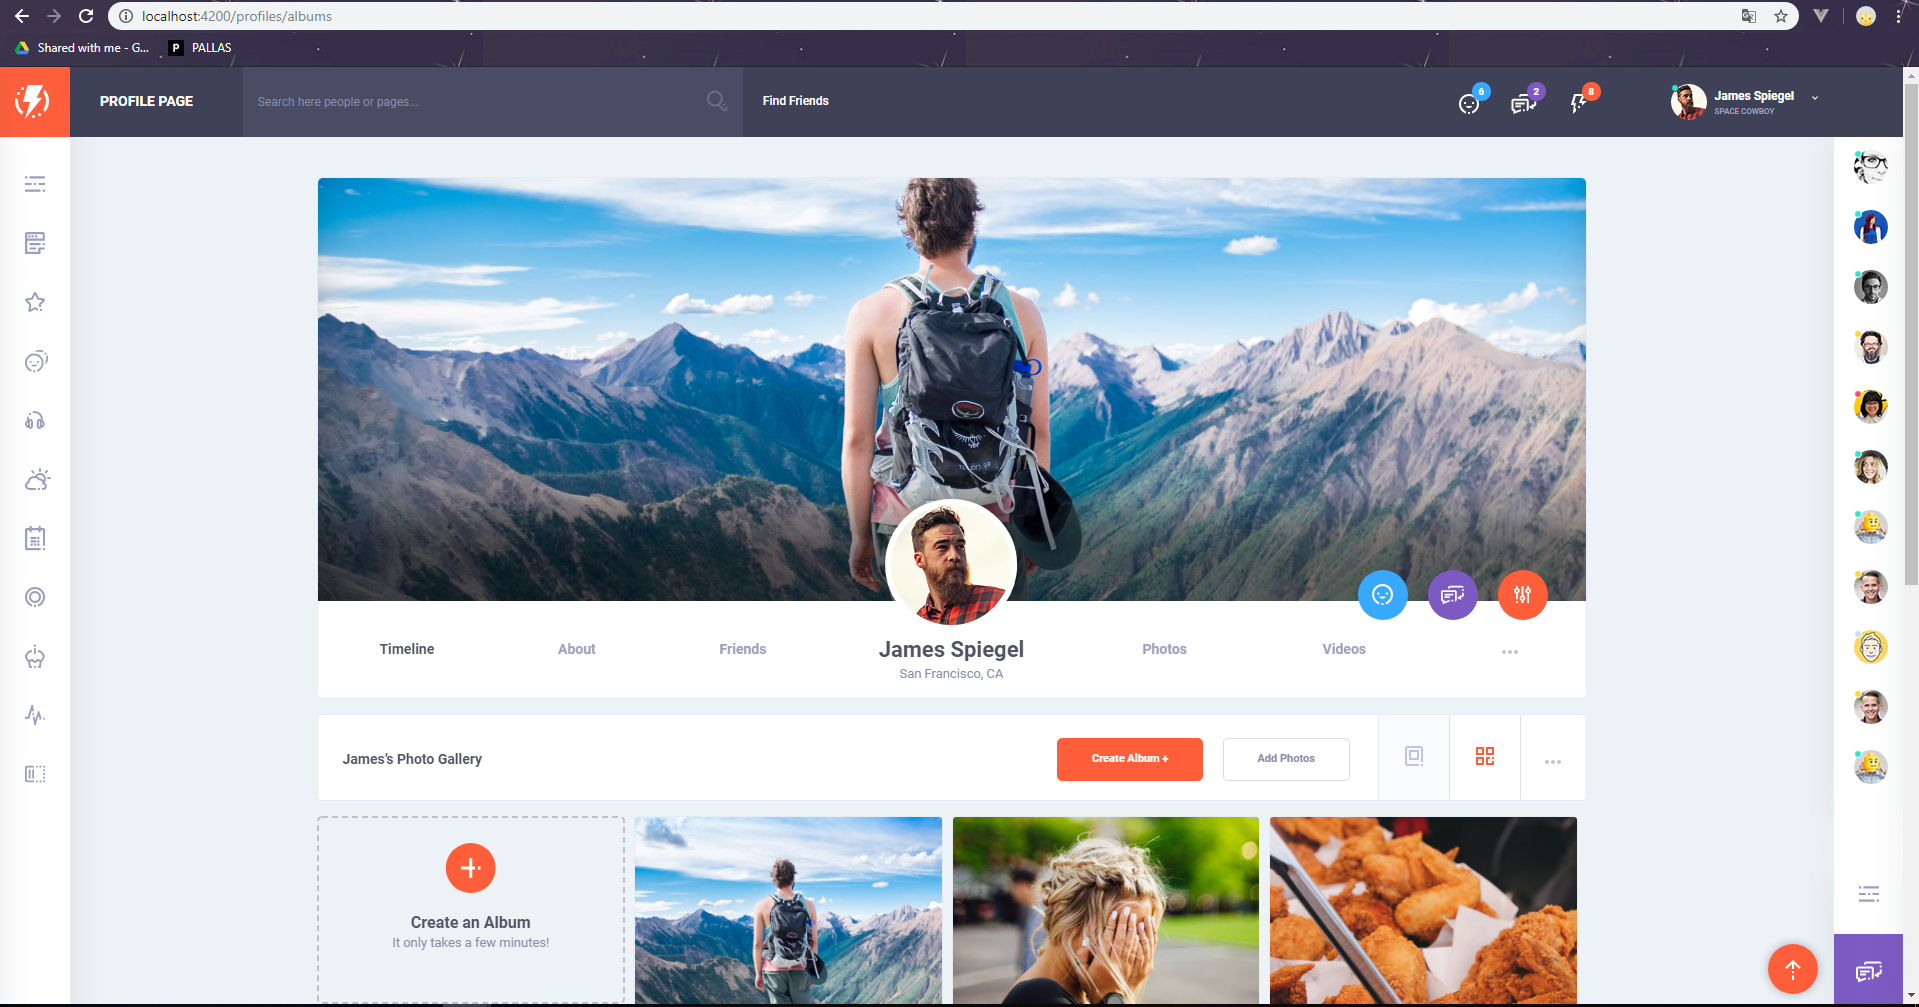 localhost:4200/profiles/albums
Shared with me - G...
P PALLAS
PROFILE PAGE
Search here people or pages...
Find Friends
6
2
8
James Spiegel
SPACE COWBOY
Timeline
About
Friends
James Spiegel
San Francisco, CA
Photos
Videos
James's Photo Gallery
Create Album +
Add Photos
Create an Album
It only takes a few minutes!